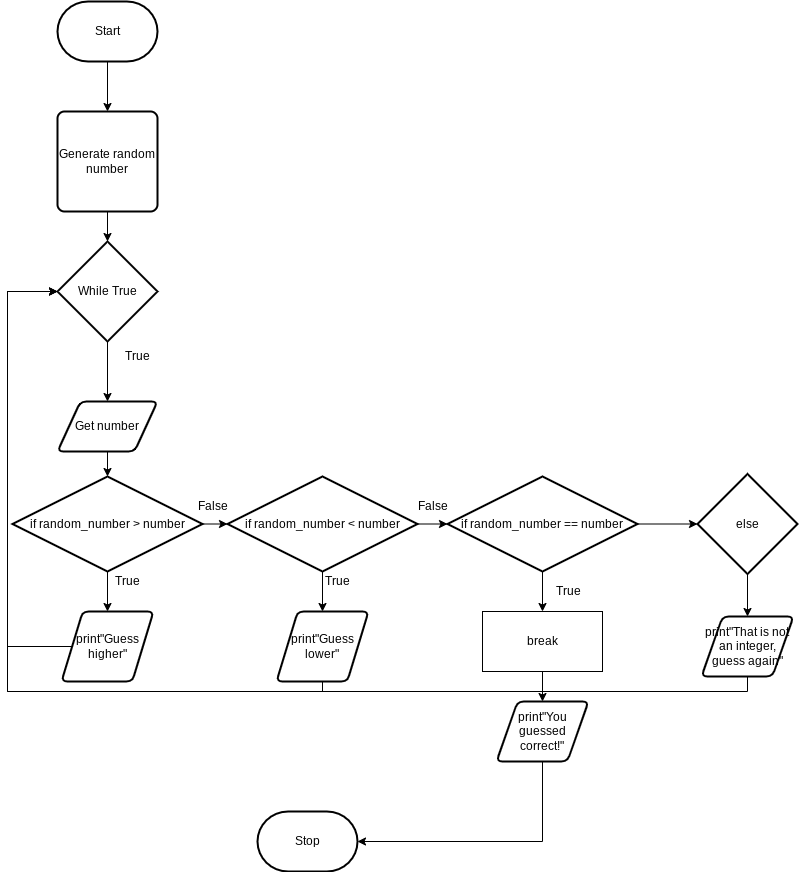 Start
Generate random
number
While True
True
Get number
if random_number > number
False
if random_number < number
False
if random_number == number
else
True
True
True
print"Guess
higher"
print"Guess
lower"
break
print"That is not
an integer,
guess again"
print"You
guessed
correct!"
Stop